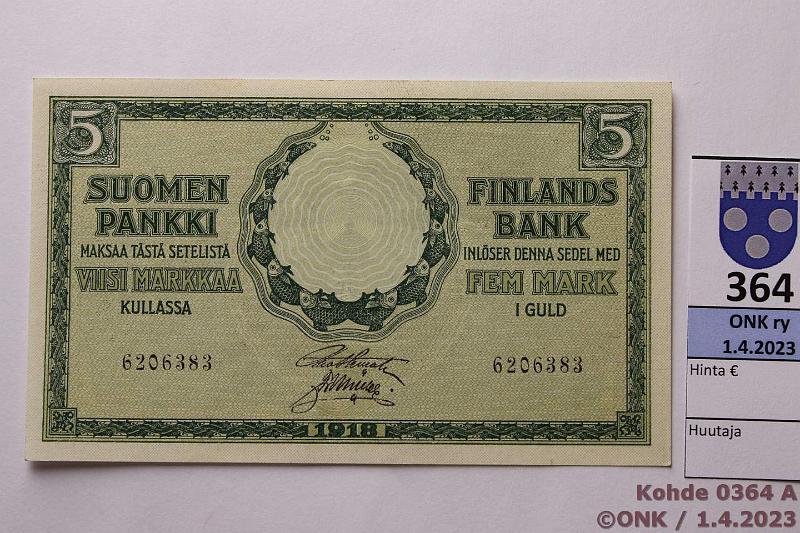 5
5
SUOMEN
PANKKI
MAKSAA TÄSTÄ SETELISTÄ
VIISI MARKKAA
KULLASSA
FINLANDS
BANK
INLÖSER DENNA SEDEL MED
FEM MARK
I GULD
6206383
6206383
1918
364
ONK ry
1.4.2023
Hinta €
Huutaja
Kohde 0364 A
©ONK / 1.4.2023